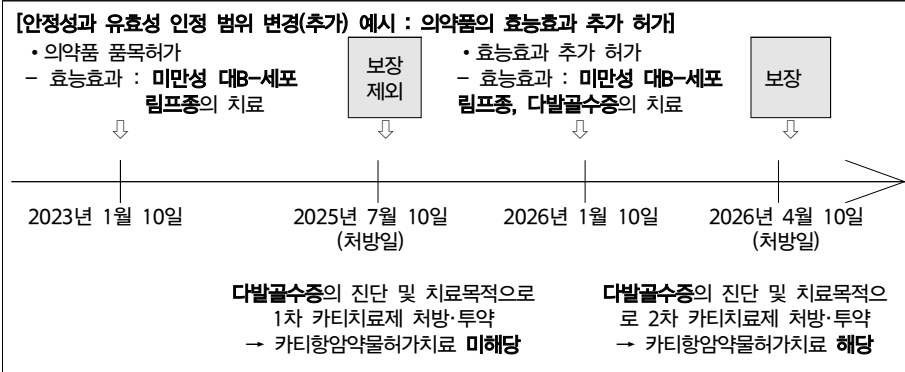 [안정성과 유효성 인정 범위 변경(추가) 예시 : 의약품의 효능효과 추가 허가]
• 의약품 품목허가
– 효능효과 : 미만성 대B-세포
림프종의 치료
보장
제외
• 효능효과 추가 허가
– 효능효과 : 미만성 대B-세포
림프종, 다발골수증의 치료
보장
2023년 1월 10일
2025년 7월 10일
(처방일)
2026년 1월 10일
2026년 4월 10일
(처방일)
다발골수증의 진단 및 치료목적으로
1차 카티치료제 처방·투약
→ 카티항암약물허가치료 미해당
다발골수증의 진단 및 치료목적으
로 2차 카티치료제 처방·투약
→ 카티항암약물허가치료 해당